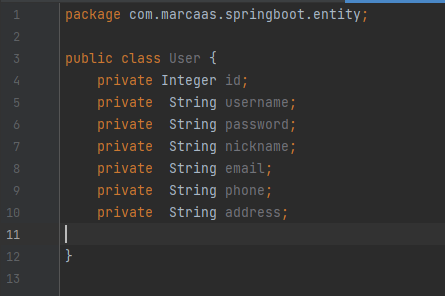 1 package com.marcaas.springboot.entity;
2
3 public class User {
4     private Integer id;
5     private  String username;
6     private  String password;
7     private  String nickname;
8     private  String email;
9     private  String phone;
10     private  String address;
11
12 }
13